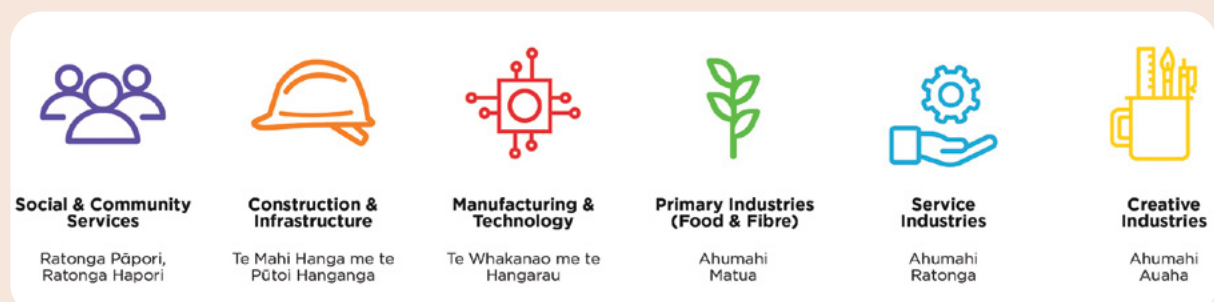 Social & Community
Services
Ratonga Pāpori,
Ratonga Hapori
Construction &
Infrastructure
Te Mahi Hanga me te
Pūtoi Hanganga
Manufacturing &
Technology
Te Whakanao me te
Hangarau
Primary Industries
(Food & Fibre)
Ahumahi
Matua
Service
Industries
Ahumahi
Ratonga
Creative
Industries
Ahumahi
Auaha